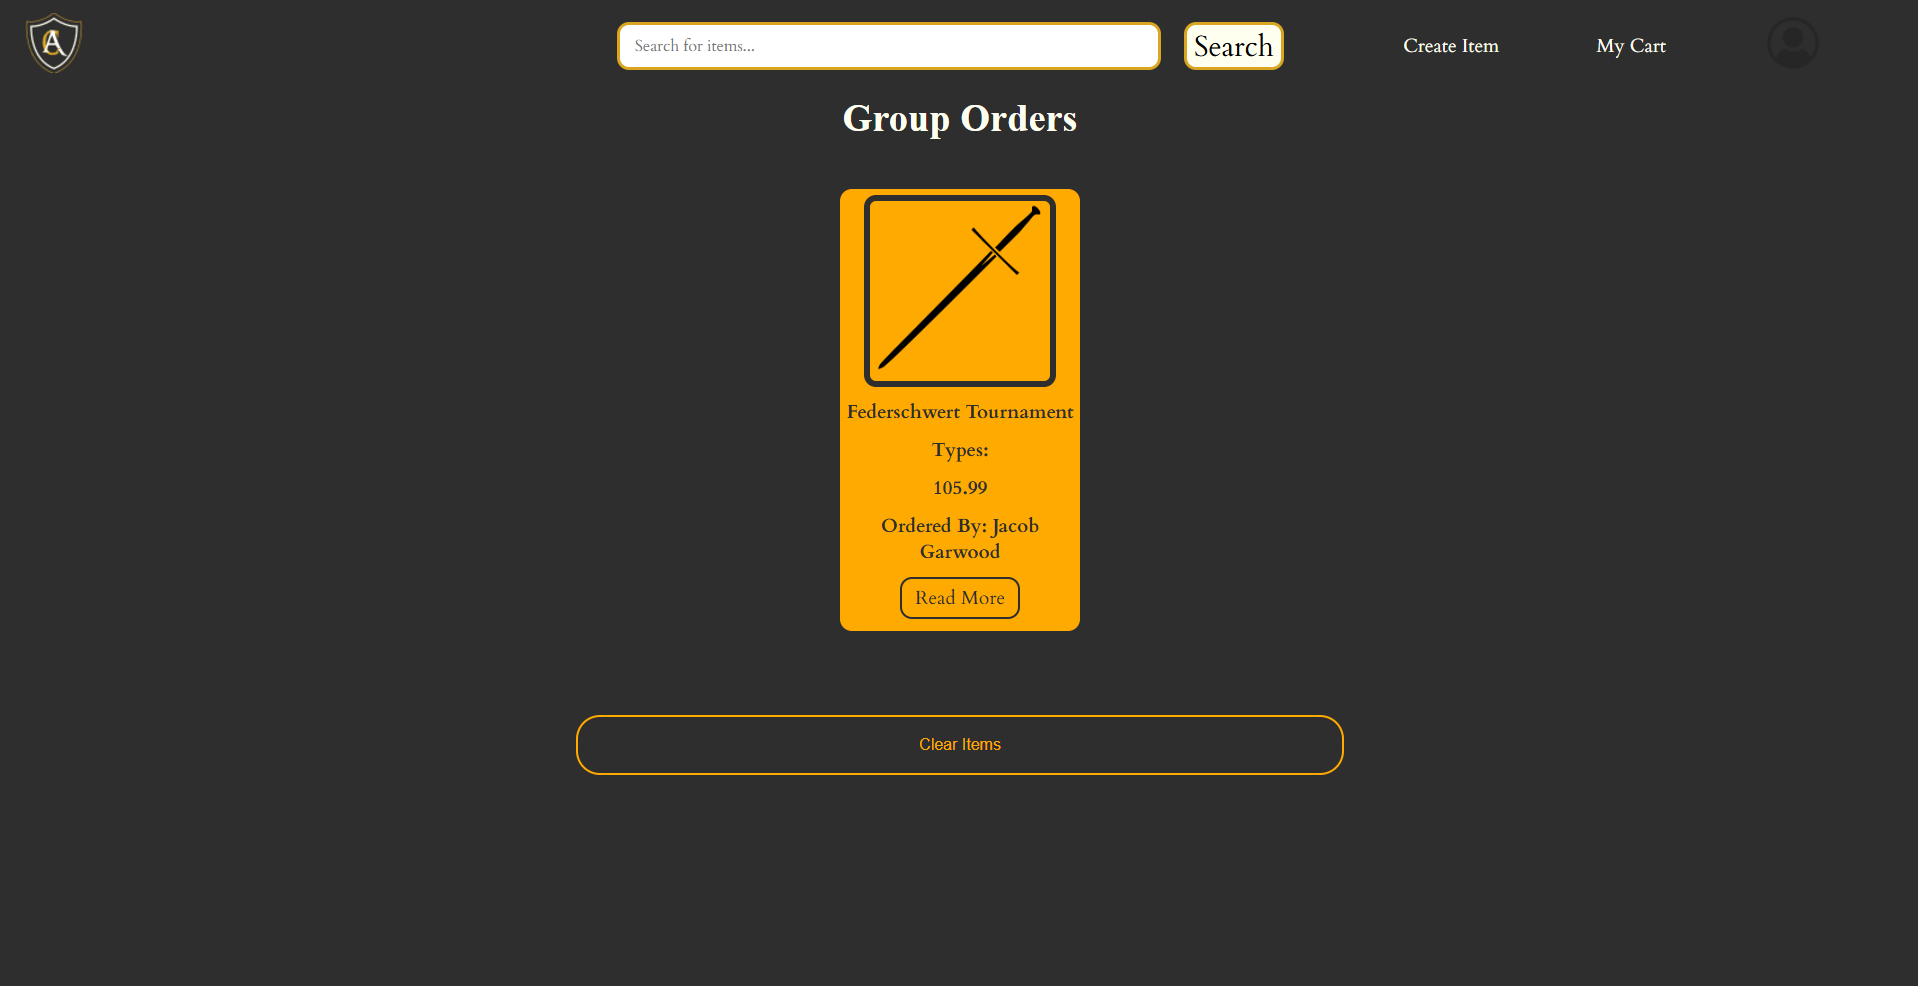 CA
Search for items...
Search
Create Item
My Cart
Group Orders
Federschwert Tournament
Types:
105.99
Ordered By: Jacob
Garwood
Read More
Clear Items